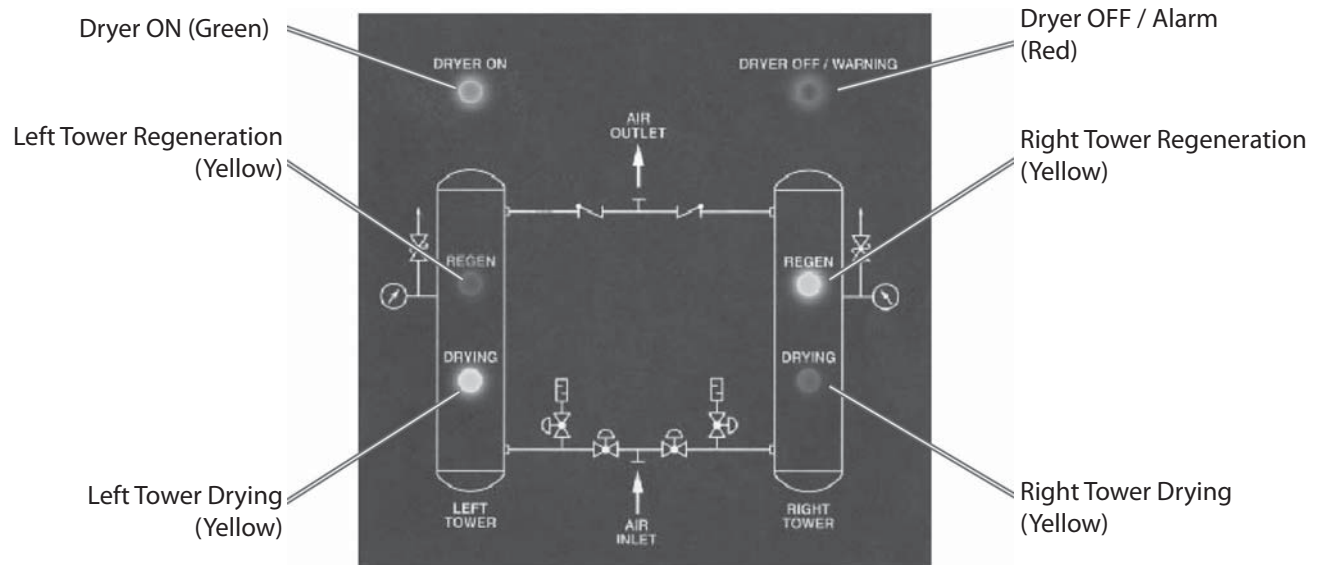 Dryer ON (Green)
Dryer OFF / Alarm
(Red)
DRYER ON
DRYER OFF / WARNING
AIR
OUTLET
Left Tower Regeneration
(Yellow)
Right Tower Regeneration
(Yellow)
REGEN
REGEN
DRYING
DRYING
Left Tower Drying
(Yellow)
Right Tower Drying
(Yellow)
LEFT
TOWER
AIR
INLET
RIGHT
TOWER